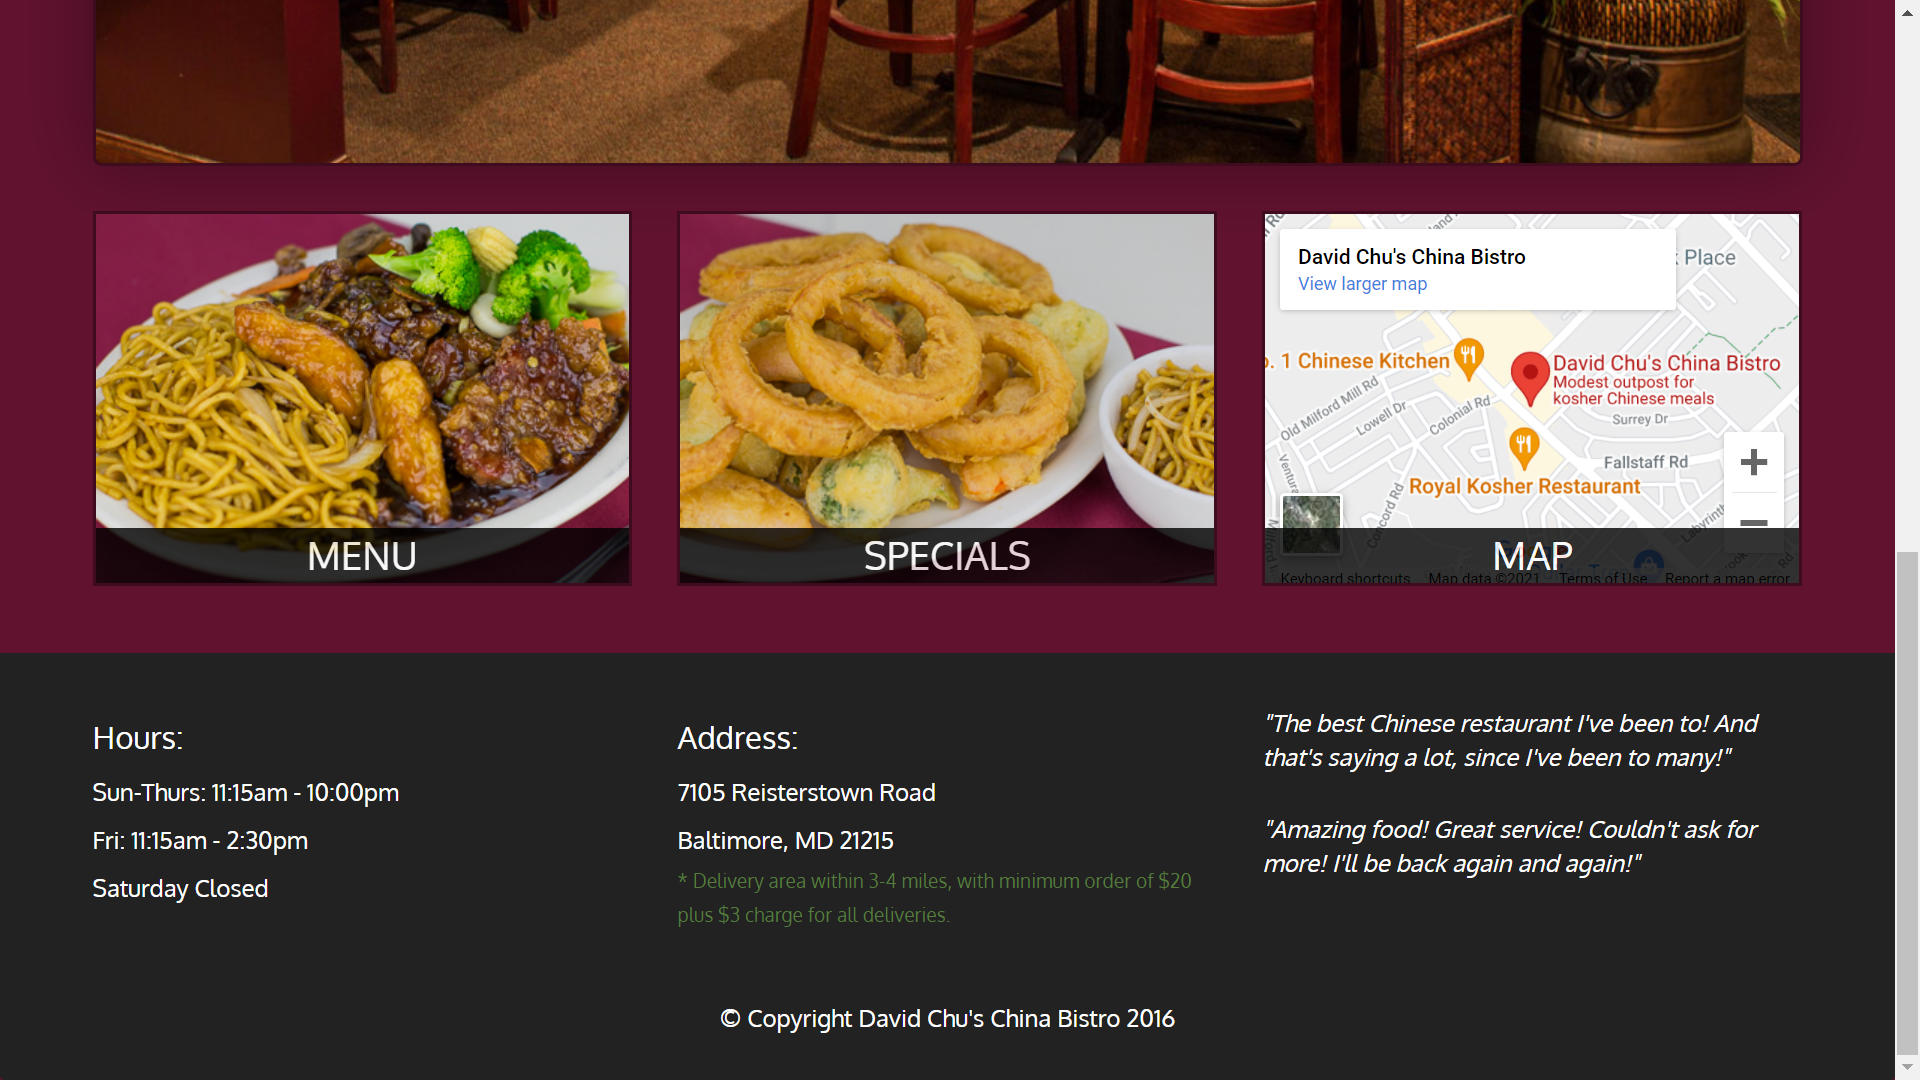 MENU
SPECIALS
David Chu's China Bistro
View larger map
Place
1 Chinese Kitchen
David Chu's China Bistro
Modest outpost for
kosher Chinese meals
Old Milford Mill Rd
Lowell Dr
Colonial Rd
Surrey Dr
Fallstaff Rd
Royal Kosher Restaurant
Concord Rd
MAP
Keyboard shortcuts Map data ©2021 Terms of Use Report a map error
Hours:
Sun-Thurs: 11:15am - 10:00pm
Fri: 11:15am - 2:30pm
Saturday Closed
Address:
7105 Reisterstown Road
Baltimore, MD 21215
* Delivery area within 3-4 miles, with minimum order of $20
plus $3 charge for all deliveries.
"The best Chinese restaurant I've been to! And
that's saying a lot, since I've been to many!"
"Amazing food! Great service! Couldn't ask for
more! I'll be back again and again!"
© Copyright David Chu's China Bistro 2016